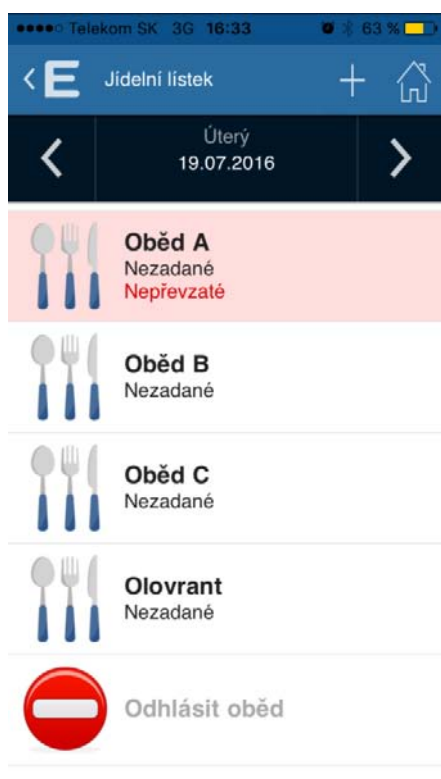 Telekom SK 3G 16:33 63 %
E Jídelní lístek
Úterý
19.07.2016
Oběd A
Nezadané
Nepřevzaté
Oběd B
Nezadané
Oběd C
Nezadané
Olovrant
Nezadané
Odhlásit oběd